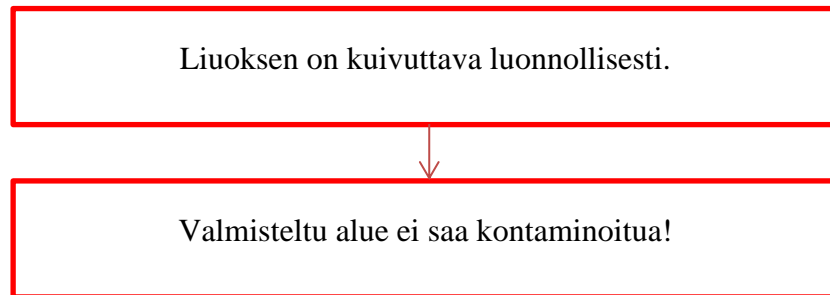 Liuoksen on kuivuttava luonnollisesti.
Valmisteltu alue ei saa kontaminoitua!